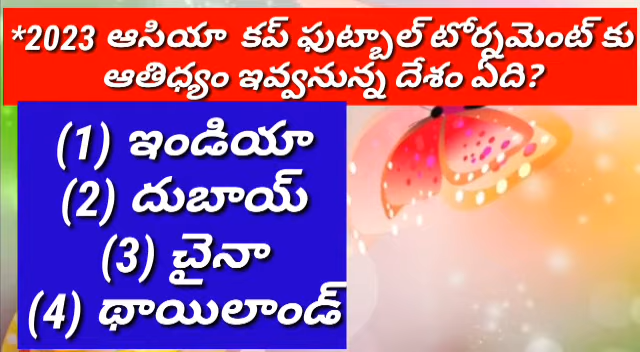 *2023 ఆసియా కప్ ఫుట్బాల్ టోర్నమెంట్ కు
ఆతిధ్యం ఇవ్వనున్న దేశం ఏది?
(1) ఇండియా
(2) దుబాయ్
(3) చైనా
(4) థాయిలాండ్